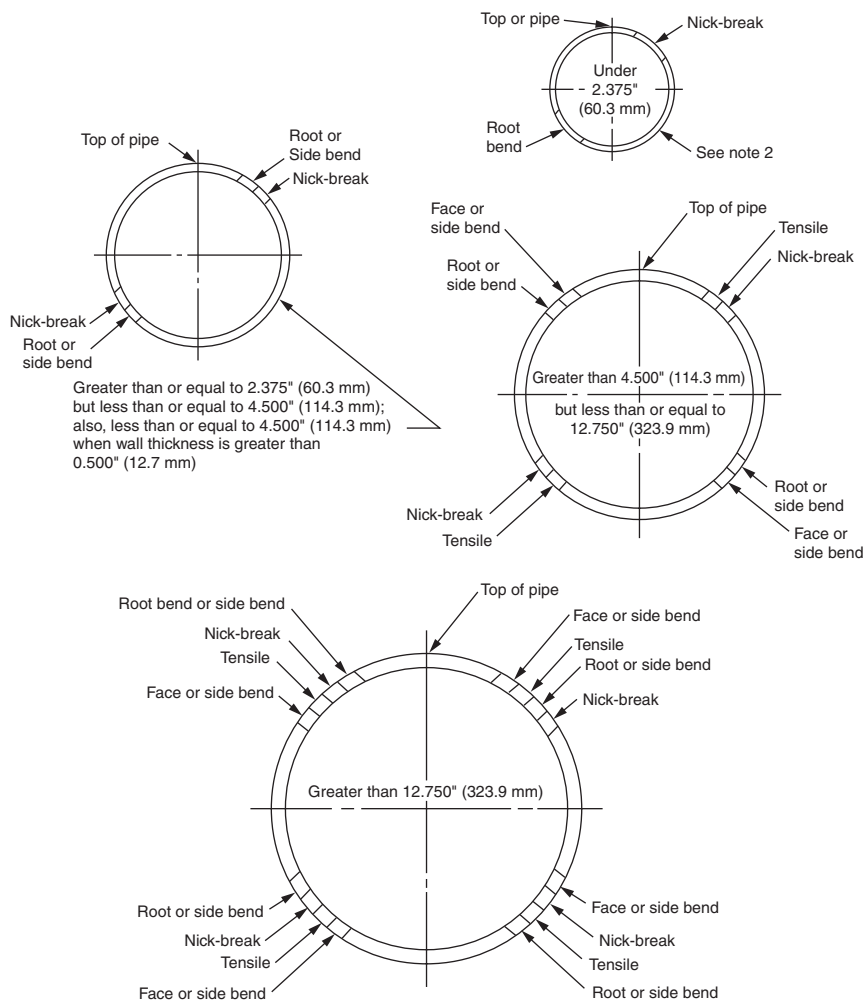 Top or pipe
Nick-break
Under
2.375"
(60.3 mm)
Root
bend
See note 2
Top of pipe
Root or
Side bend
Nick-break
Nick-break
Root or
side bend
Greater than or equal to 2.375" (60.3 mm)
but less than or equal to 4.500" (114.3 mm);
also, less than or equal to 4.500" (114.3 mm)
when wall thickness is greater than
0.500" (12.7 mm)
Face or
side bend
Top of pipe
Tensile
Nick-break
Root or
side bend
Greater than 4.500" (114.3 mm)
but less than or equal to
12.750" (323.9 mm)
Nick-break
Tensile
Root or
side bend
Face or
side bend
Root bend or side bend
Nick-break
Tensile
Face or side bend
Top of pipe
Face or side bend
Tensile
Root or side bend
Nick-break
Greater than 12.750" (323.9 mm)
Root or side bend
Nick-break
Tensile
Face or side bend
Face or side bend
Nick-break
Tensile
Root or side bend